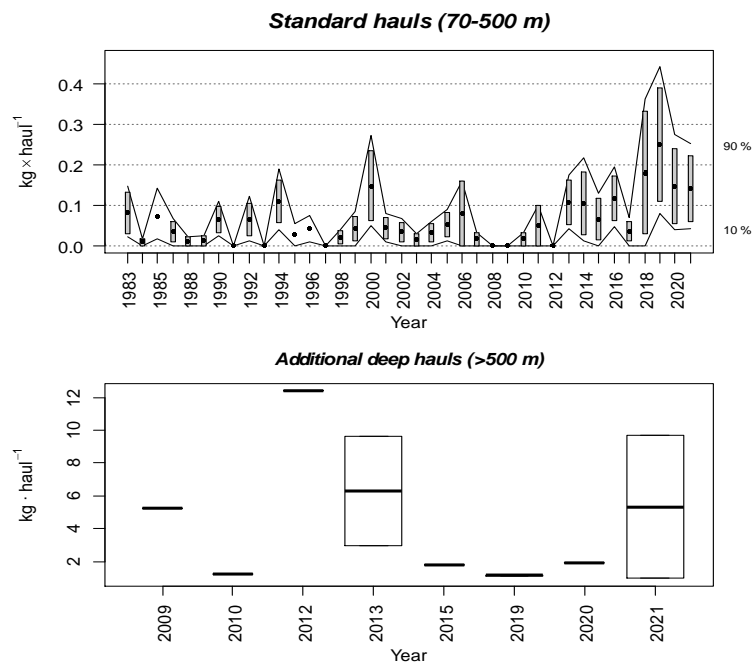 Standard hauls (70-500 m)
kg × haul⁻¹
0.4
0.3
0.2
0.1
0.0
90 %
10 %
1983 1985 1988 1990 1992 1994 1996 1998 2000 2002 2004 2006 2008 2010 2012 2014 2016 2018 2020
Year
Additional deep hauls (>500 m)
kg · haul⁻¹
12
10
8
6
4
2
2009 2010 2012 2013 2015 2019 2020 2021
Year